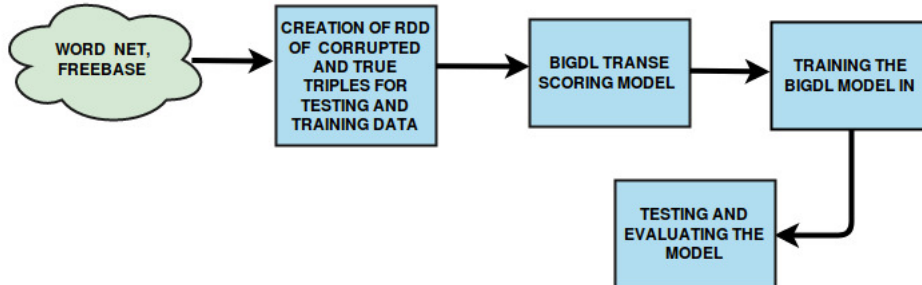 WORD NET,
FREEBASE
CREATION OF RDD
OF CORRUPTED
AND TRUE
TRIPLES FOR
TESTING AND
TRAINING DATA
BIGDL TRANSE
SCORING MODEL
TRAINING THE
BIGDL MODEL IN
TESTING AND
EVALUATING THE
MODEL